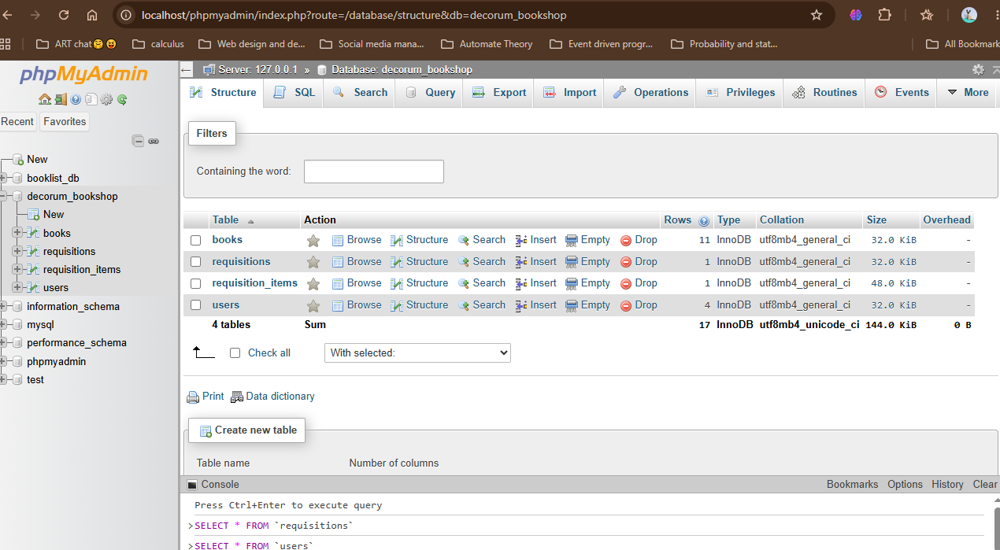 localhost/phpmyadmin/index.php?route=/database/structure&db=decorum_bookshop
ART chat🤗😝 calculus Web design and de... Social media mana... Automate Theory Event driven progr... Probability and stat... All Bookmark
phpMyAdmin
Recent Favorites
New
booklist_db
decorum_bookshop
New
books
requisitions
requisition_items
users
information_schema
mysql
performance_schema
phpmyadmin
test
Server: 127.0.0.1 » Database: decorum_bookshop
Structure SQL Search Query Export Import Operations Privileges Routines Events More
Filters
Containing the word:
Table Action Rows Type Collation Size Overhead
books Browse Structure Search Insert Empty Drop 11 InnoDB utf8mb4_general_ci 32.0 KiB -
requisitions Browse Structure Search Insert Empty Drop 1 InnoDB utf8mb4_general_ci 32.0 KiB -
requisition_items Browse Structure Search Insert Empty Drop 1 InnoDB utf8mb4_general_ci 48.0 KiB -
users Browse Structure Search Insert Empty Drop 4 InnoDB utf8mb4_general_ci 32.0 KiB -
4 tables Sum 17 InnoDB utf8mb4_unicode_ci 144.0 KiB 0 B
Check all With selected:
Print Data dictionary
Create new table
Table name Number of columns
Console Bookmarks Options History Clear
Press Ctrl+Enter to execute query
>SELECT * FROM `requisitions`
>SELECT * FROM `users`